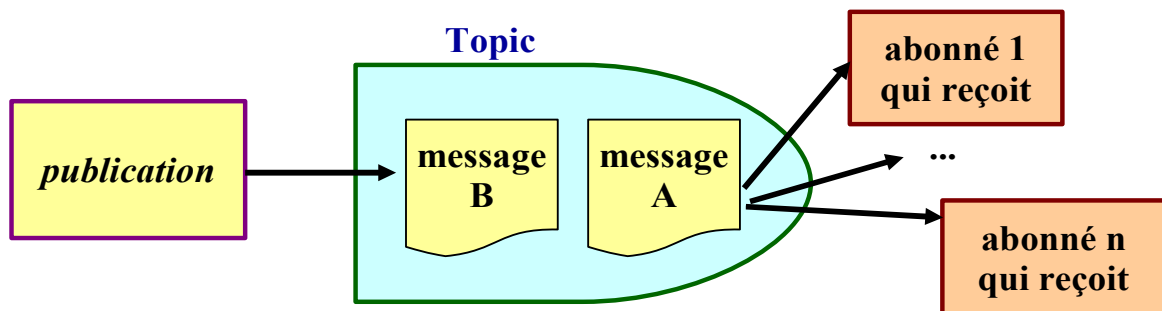 Topic
publication
message
B
message
A
abonné 1
qui reçoit
...
abonné n
qui reçoit